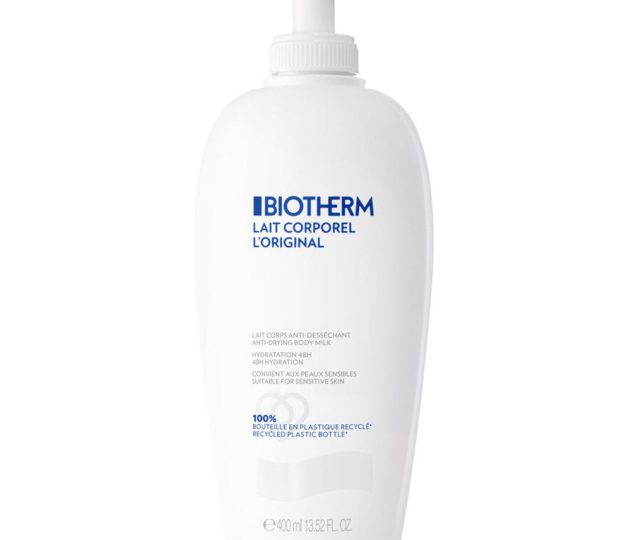 BIOTHERM
LAIT CORPOREL
L'ORIGINAL
LAIT CORPS ANTI-DESSÉCHANT
ANTI-DRYING BODY MILK
HYDRATATION 48H
48H HYDRATION
CONVIENT AUX PEAUX SENSIBLES
SUITABLE FOR SENSITIVE SKIN
100%
BOUTEILLE EN PLASTIQUE RECYCLÉ*
RECYCLED PLASTIC BOTTLE*
℮400 ml 13.52 FL. OZ.